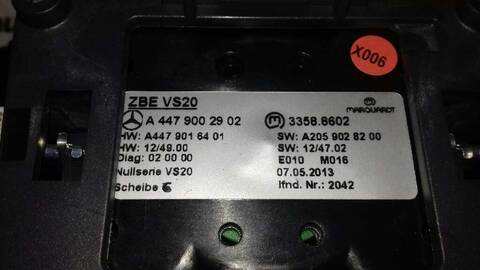 X006
ZBE VS20
A 447 900 29 02
3358.8602
MARQUARDT
HW: A447 901 64 01
SW: A205 902 82 00
HW: 12/49.00
SW: 12/47.02
Diag: 02 00 00
E010 M016
Nullserie VS20
07.05.2013
Scheibe
lfnd. Nr.: 2042